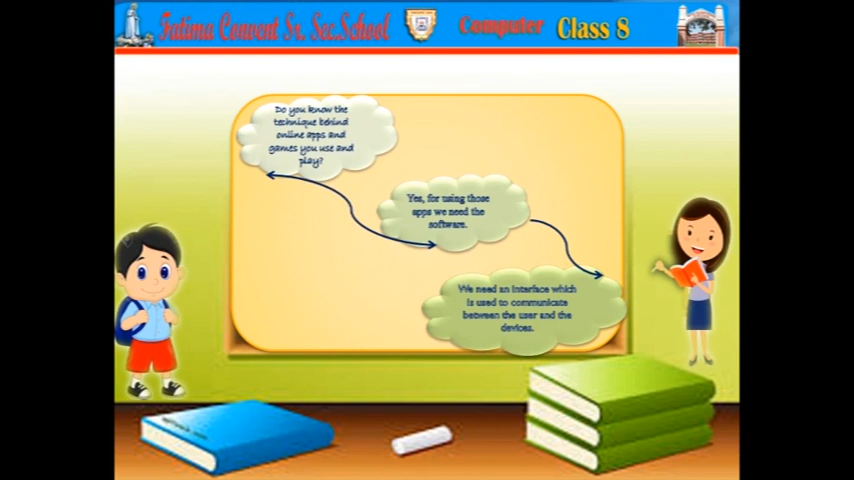 Fatima Convent Sr. Sec.School Computer Class 8
Do you know the
technique behind
online apps and
games you use and
play?
Yes, for using those
apps we need the
software.
We need an interface which
is used to communicate
between the user and the
devices.